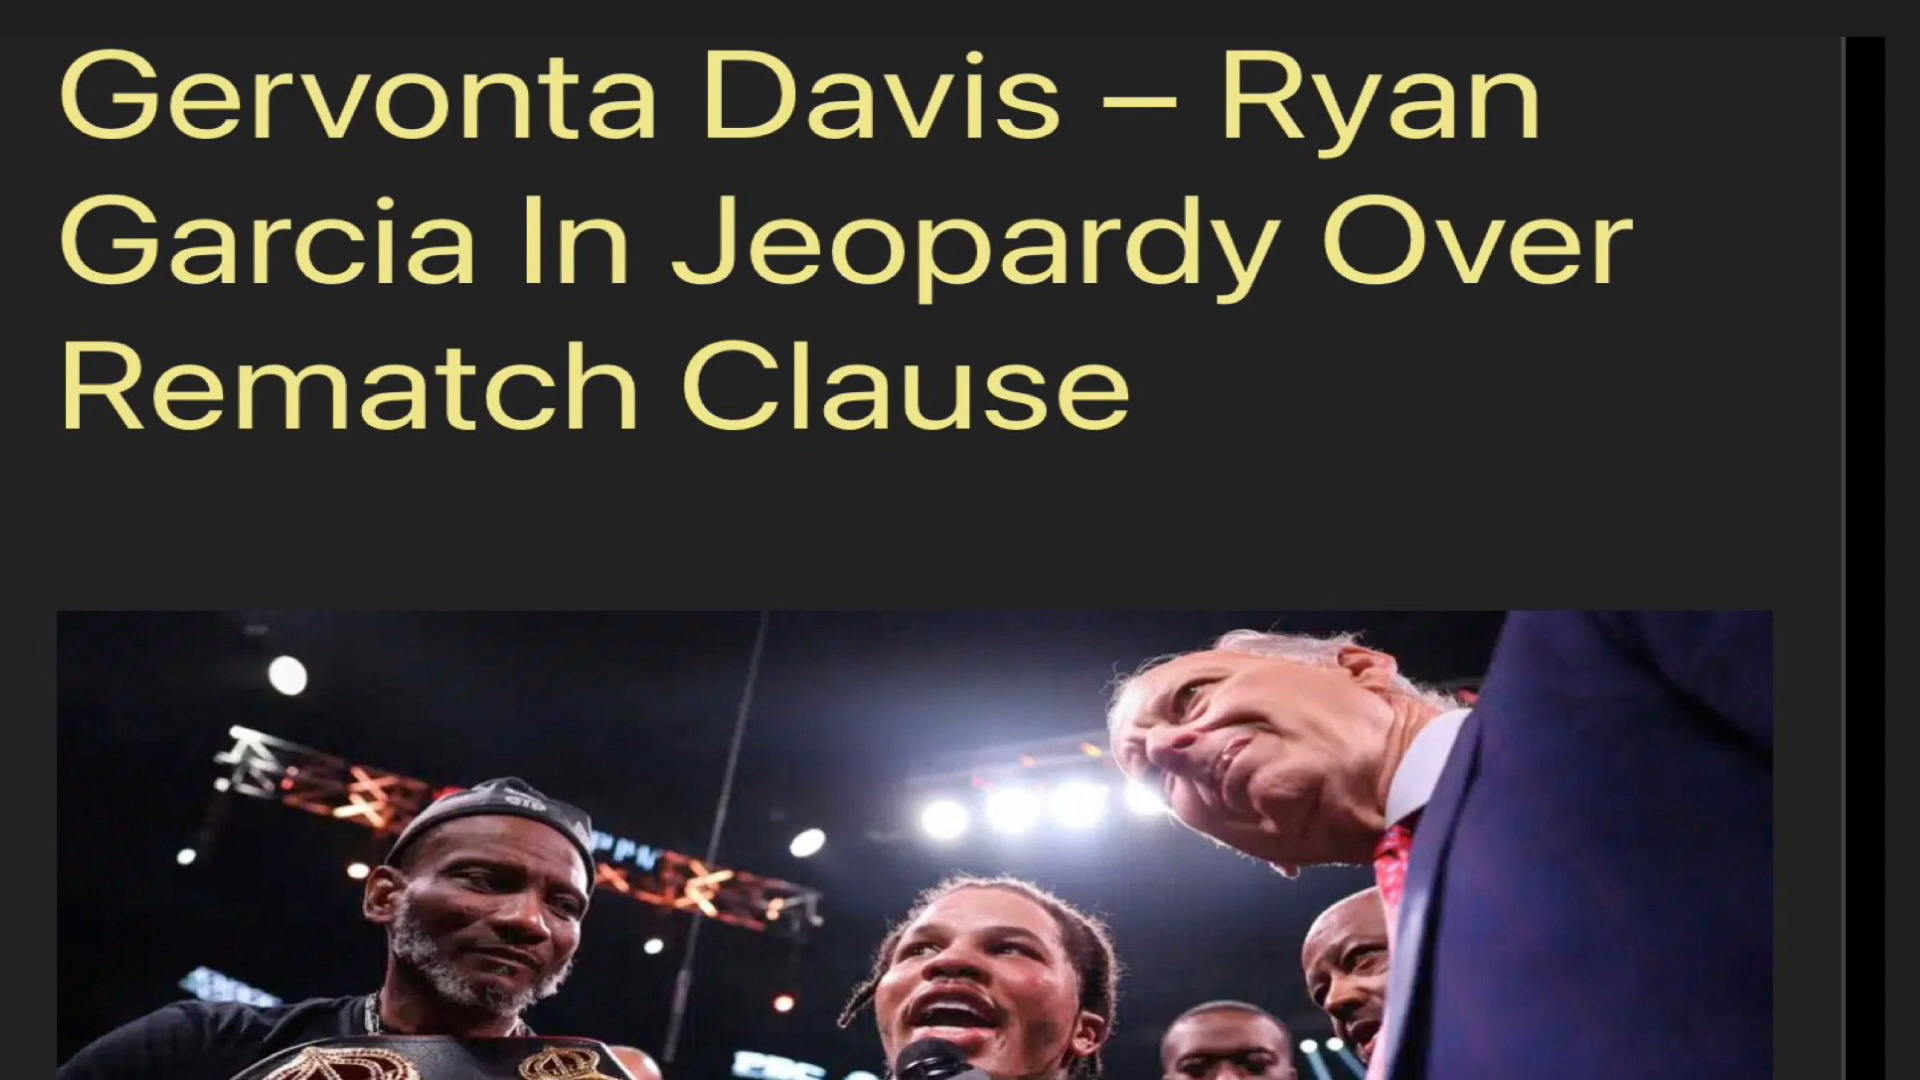 Gervonta Davis – Ryan
Garcia In Jeopardy Over
Rematch Clause